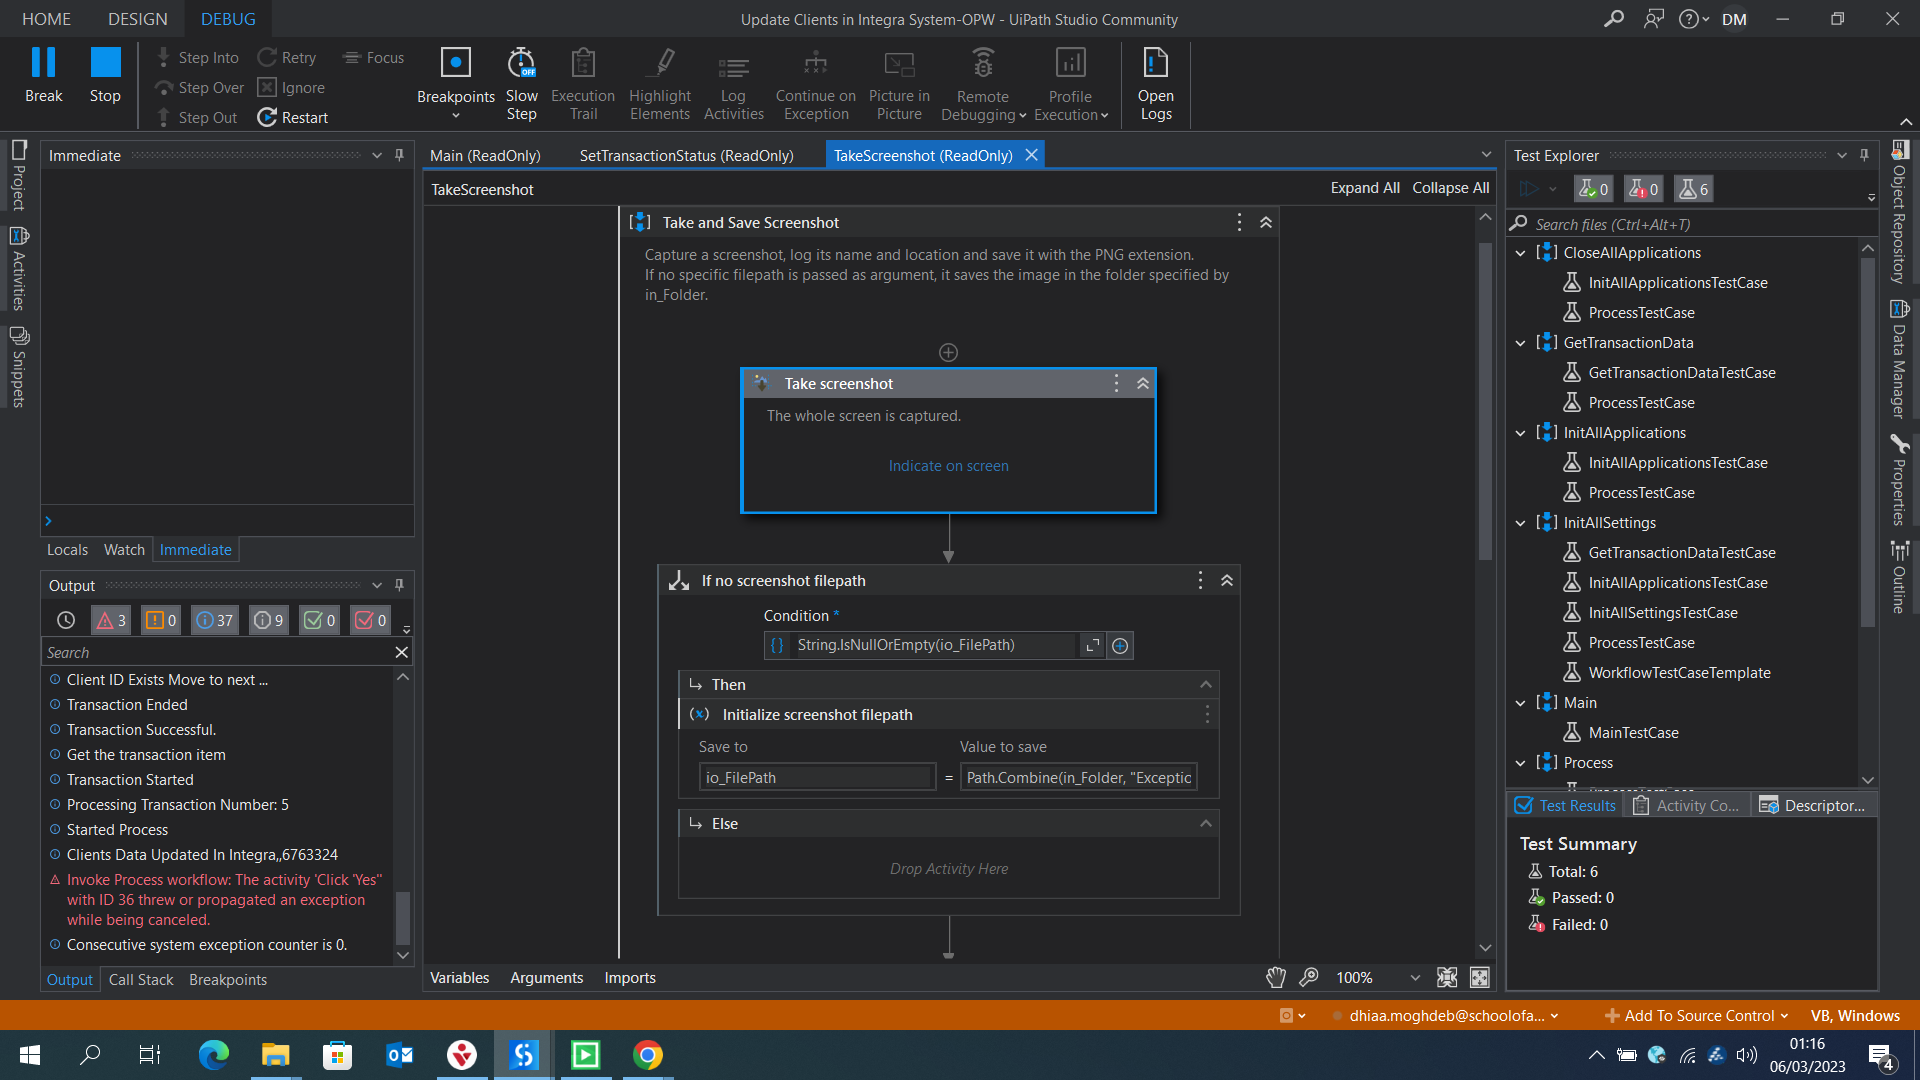 HOME
DESIGN
DEBUG
Update Clients in Integra System-OPW - UiPath Studio Community
DM
Break
Stop
Step Into
Step Over
Step Out
Retry
Ignore
Restart
Focus
Breakpoints
OFF
Slow
Step
Execution
Trail
Highlight
Elements
Log
Activities
Continue on
Exception
Picture in
Picture
Remote
Debugging
Profile
Execution
Open
Logs
Project
Activities
Snippets
Immediate
Locals
Watch
Immediate
Output
3
0
37
9
0
0
Search
Client ID Exists Move to next ...
Transaction Ended
Transaction Successful.
Get the transaction item
Transaction Started
Processing Transaction Number: 5
Started Process
Clients Data Updated In Integra,,6763324
Invoke Process workflow: The activity 'Click 'Yes''
with ID 36 threw or propagated an exception
while being canceled.
Consecutive system exception counter is 0.
Output
Call Stack
Breakpoints
Main (ReadOnly)
SetTransactionStatus (ReadOnly)
TakeScreenshot (ReadOnly)
TakeScreenshot
Expand All
Collapse All
Take and Save Screenshot
Capture a screenshot, log its name and location and save it with the PNG extension.
If no specific filepath is passed as argument, it saves the image in the folder specified by
in_Folder.
Take screenshot
The whole screen is captured.
Indicate on screen
If no screenshot filepath
Condition *
String.IsNullOrEmpty(io_FilePath)
Then
Initialize screenshot filepath
Save to
Value to save
io_FilePath
=
Path.Combine(in_Folder, "Exceptic
Else
Drop Activity Here
Variables
Arguments
Imports
100%
Test Explorer
0
0
6
Search files (Ctrl+Alt+T)
CloseAllApplications
InitAllApplicationsTestCase
ProcessTestCase
GetTransactionData
GetTransactionDataTestCase
ProcessTestCase
InitAllApplications
InitAllApplicationsTestCase
ProcessTestCase
InitAllSettings
GetTransactionDataTestCase
InitAllApplicationsTestCase
InitAllSettingsTestCase
ProcessTestCase
WorkflowTestCaseTemplate
Main
MainTestCase
Process
Test Results
Activity Co...
Descriptor...
Test Summary
Total: 6
Passed: 0
Failed: 0
Object Repository
Data Manager
Properties
Outline
dhiaa.moghdeb@schoolofa...
Add To Source Control
VB, Windows
01:16
06/03/2023
4